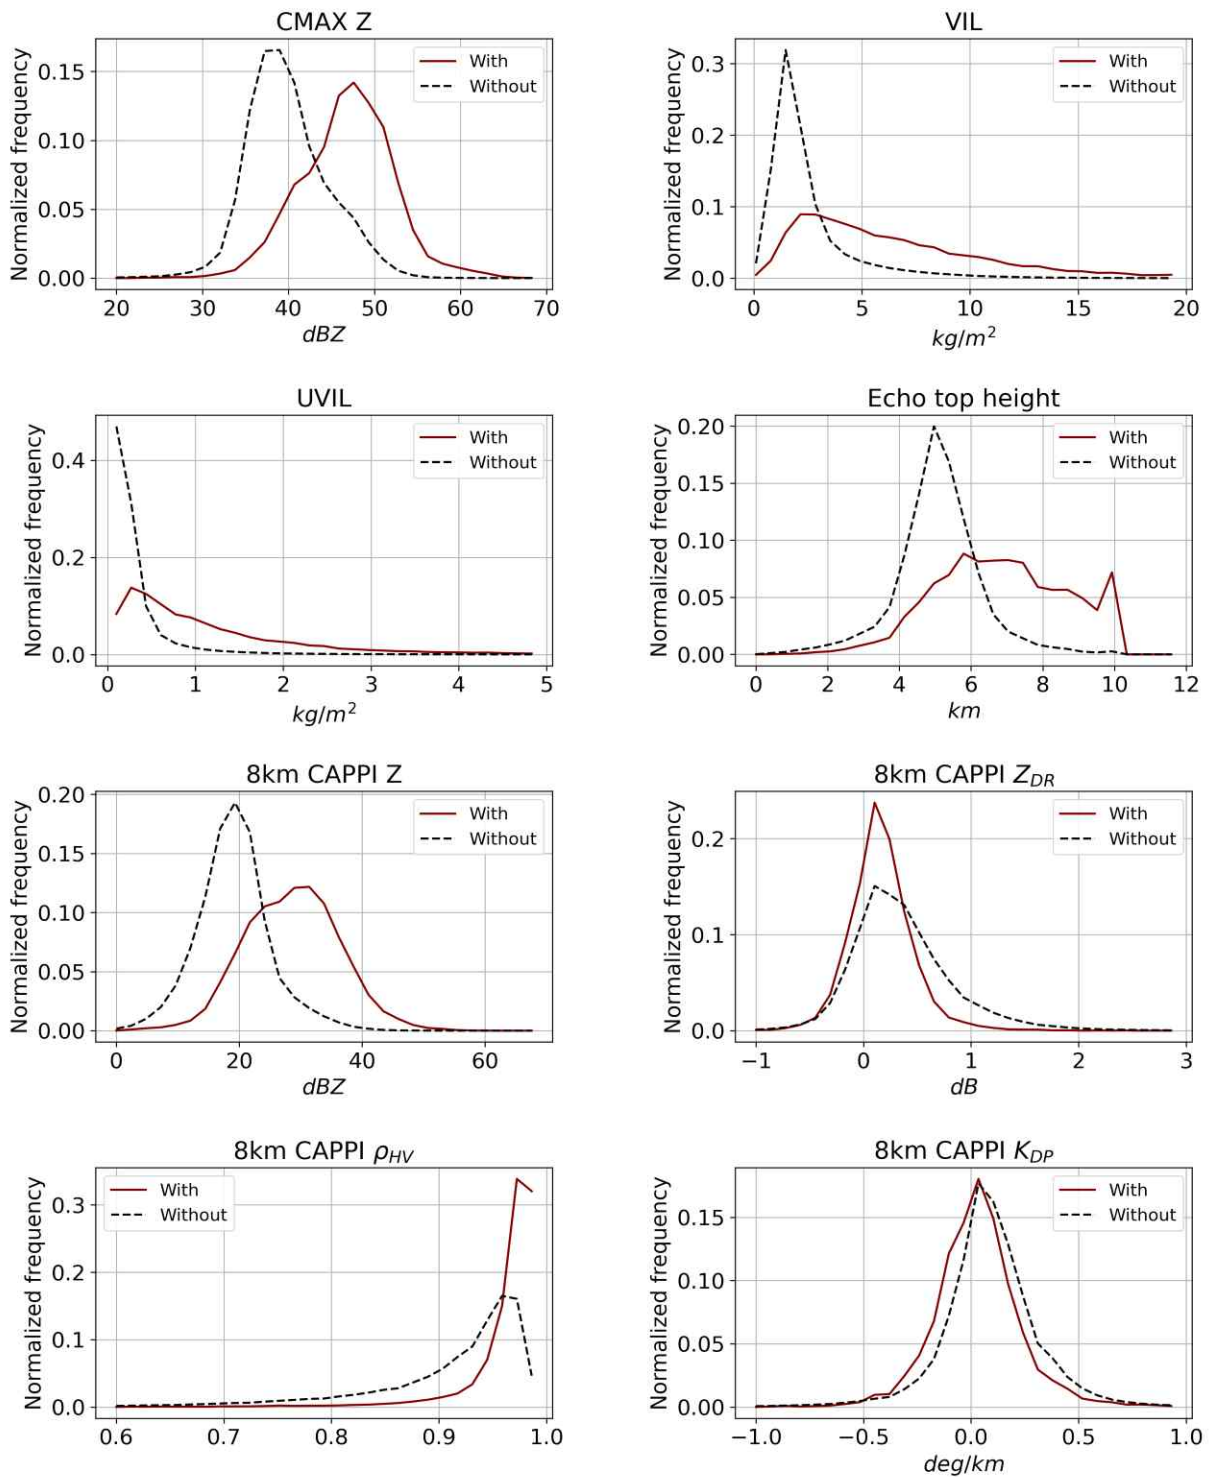 CMAX Z
Normalized frequency
0.15
0.10
0.05
0.00
With
Without
20 30 40 50 60 70
dBZ
VIL
Normalized frequency
0.3
0.2
0.1
0.0
With
Without
0 5 10 15 20
kg/m²
UVIL
Normalized frequency
0.4
0.2
0.0
With
Without
0 1 2 3 4 5
kg/m²
Echo top height
Normalized frequency
0.20
0.15
0.10
0.05
0.00
With
Without
0 2 4 6 8 10 12
km
8km CAPPI Z
Normalized frequency
0.20
0.15
0.10
0.05
0.00
With
Without
0 20 40 60
dBZ
8km CAPPI Z_DR
Normalized frequency
0.2
0.1
0.0
With
Without
−1 0 1 2 3
dB
8km CAPPI ρ_HV
Normalized frequency
0.3
0.2
0.1
0.0
With
Without
0.6 0.7 0.8 0.9 1.0
8km CAPPI K_DP
Normalized frequency
0.15
0.10
0.05
0.00
With
Without
−1.0 −0.5 0.0 0.5 1.0
deg/km